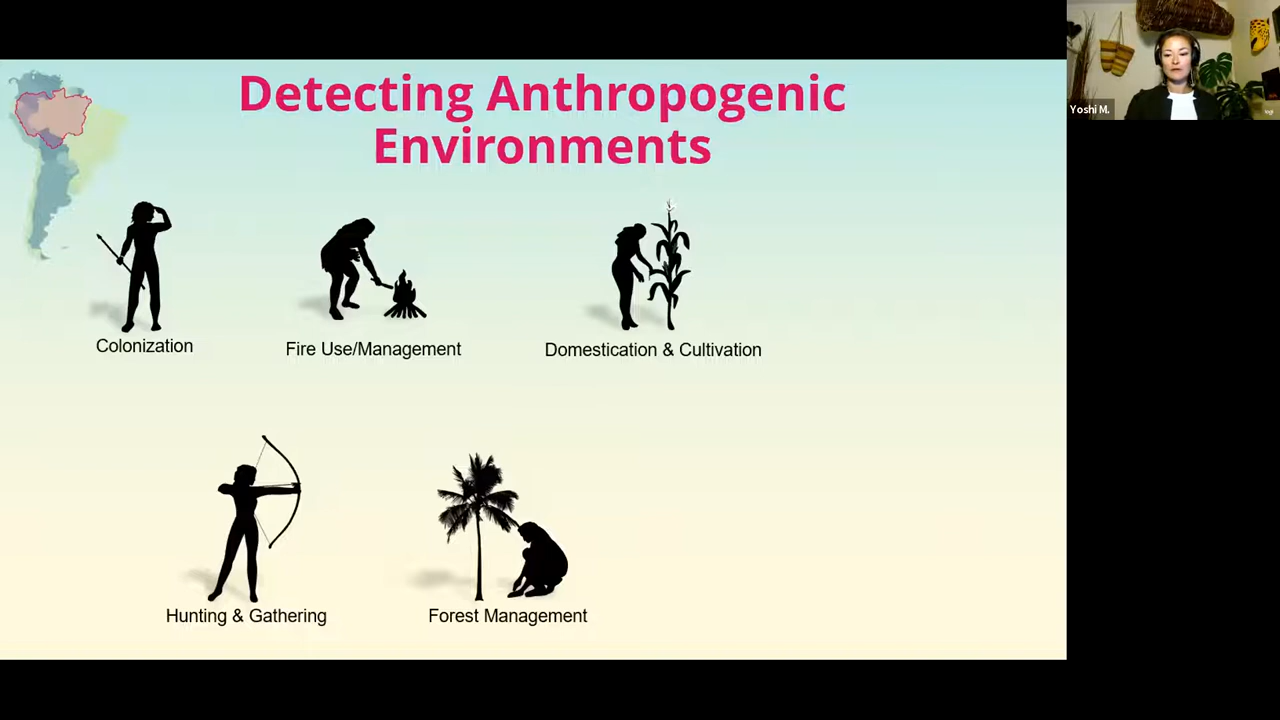 Detecting Anthropogenic
Environments
Yoshi M.
Colonization
Fire Use/Management
Domestication & Cultivation
Hunting & Gathering
Forest Management